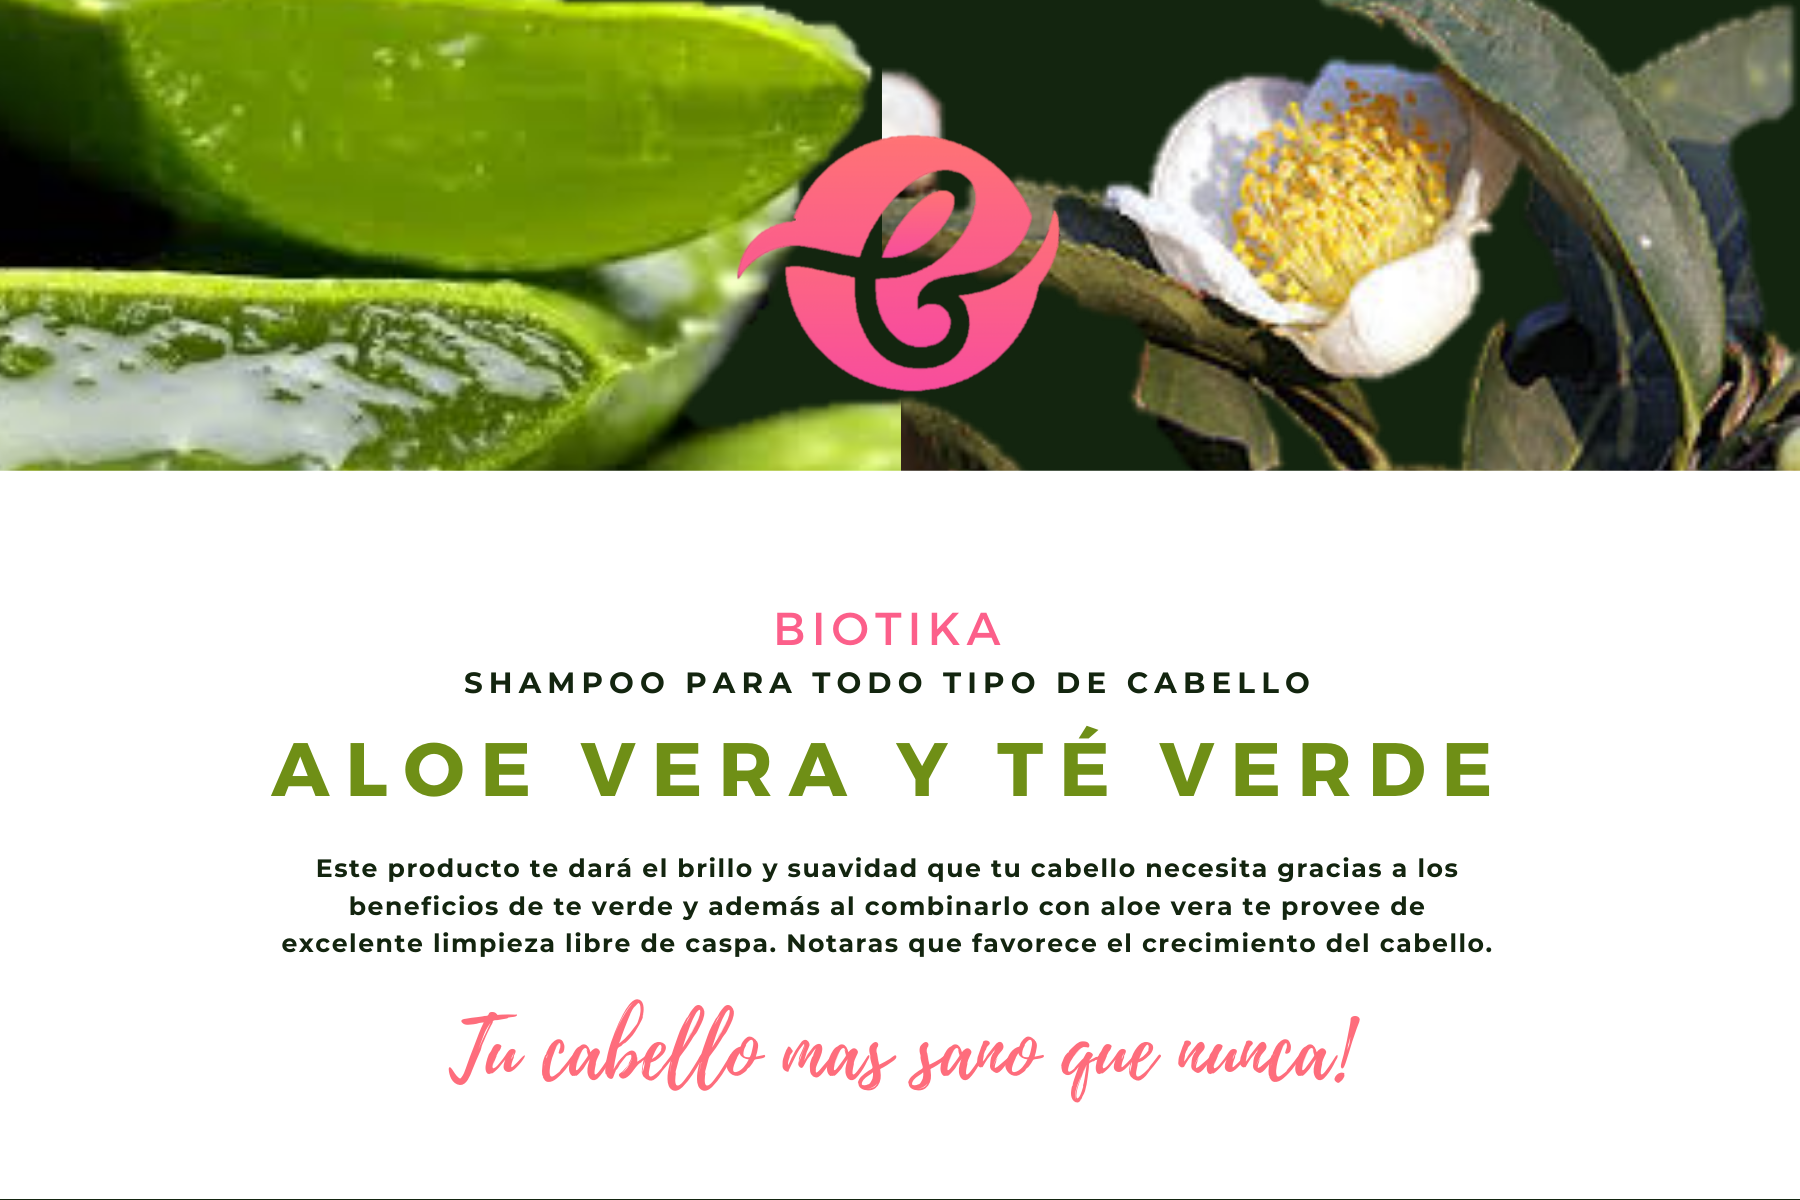 BIOTIKA
SHAMPOO PARA TODO TIPO DE CABELLO
ALOE VERA Y TÉ VERDE
Este producto te dará el brillo y suavidad que tu cabello necesita gracias a los
beneficios de te verde y además al combinarlo con aloe vera te provee de
excelente limpieza libre de caspa. Notaras que favorece el crecimiento del cabello.
Tu cabello mas sano que nunca!